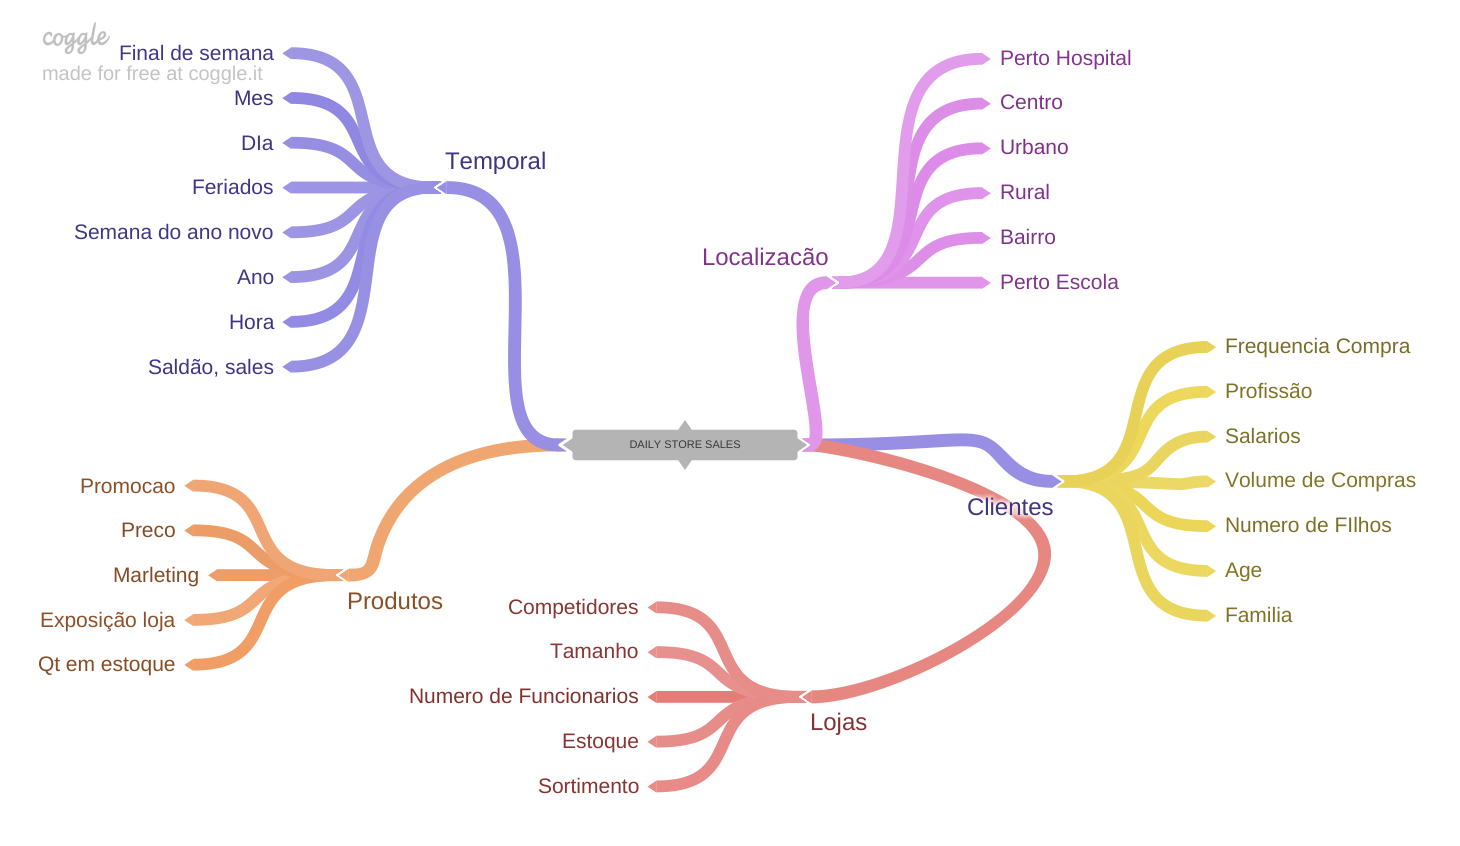 coggle
made for free at coggle.it
Final de semana
Mes
DIa
Feriados
Semana do ano novo
Ano
Hora
Saldão, sales
Temporal
Perto Hospital
Centro
Urbano
Rural
Bairro
Perto Escola
Localizacão
DAILY STORE SALES
Frequencia Compra
Profissão
Salarios
Volume de Compras
Numero de FIlhos
Age
Familia
Clientes
Promocao
Preco
Marleting
Exposição loja
Qt em estoque
Produtos
Competidores
Tamanho
Numero de Funcionarios
Estoque
Sortimento
Lojas